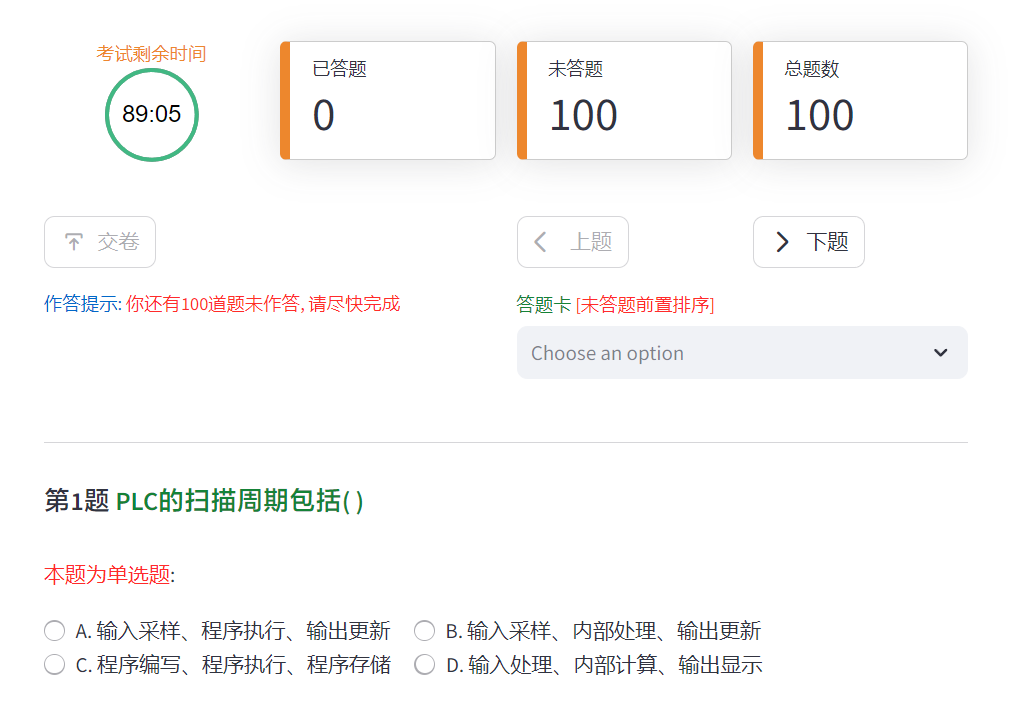 考试剩余时间
89:05
已答题
0
未答题
100
总题数
100
交卷
上题
下题
作答提示: 你还有100道题未作答, 请尽快完成
答题卡 [未答题前置排序]
Choose an option
第1题 PLC的扫描周期包括( )
本题为单选题:
A. 输入采样、程序执行、输出更新
B. 输入采样、内部处理、输出更新
C. 程序编写、程序执行、程序存储
D. 输入处理、内部计算、输出显示